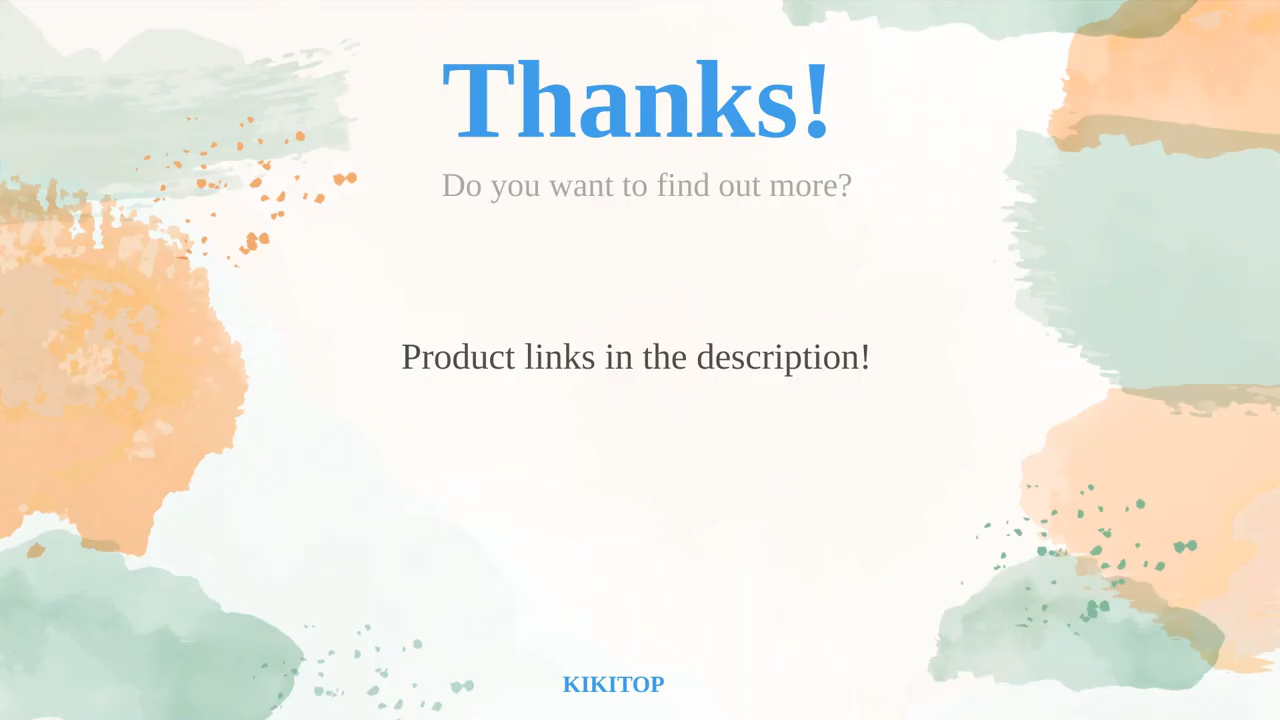 Thanks!
Do you want to find out more?
Product links in the description!
KIKITOP